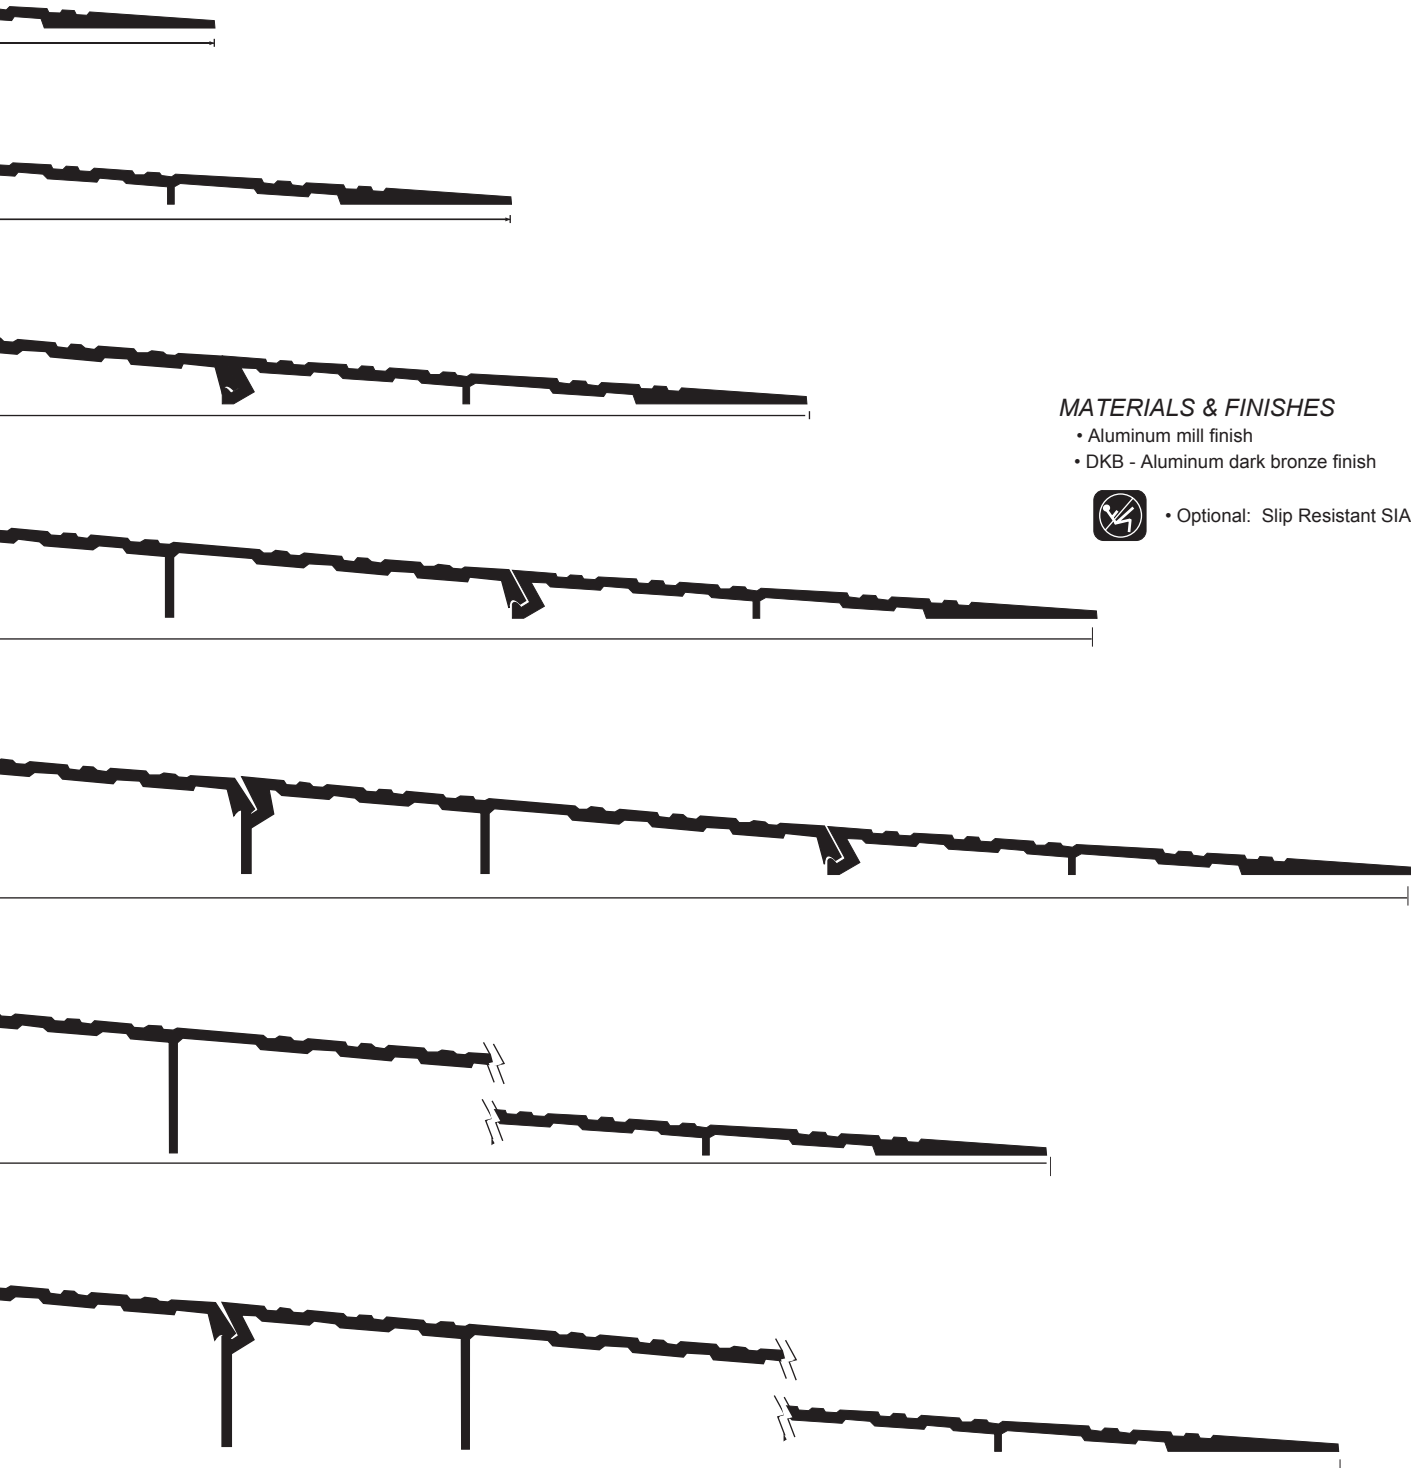 MATERIALS & FINISHES
• Aluminum mill finish
• DKB - Aluminum dark bronze finish
• Optional:  Slip Resistant SIA